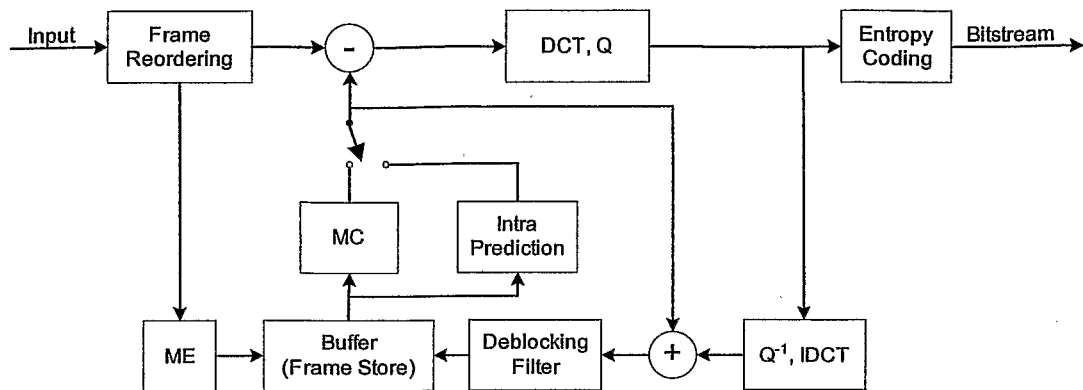 Input
Frame
Reordering
-
DCT, Q
Entropy
Coding
Bitstream
MC
Intra
Prediction
ME
Buffer
(Frame Store)
Deblocking
Filter
+
Q⁻¹, IDCT